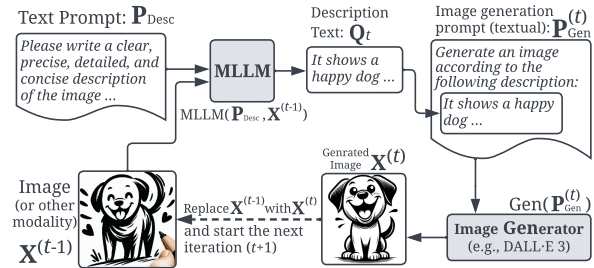 Text Prompt: P_Desc
Please write a clear,
precise, detailed, and
concise description
of the image ...
MLLM
MLLM( P_Desc , X^(t-1) )
Description
Text: Q_t
It shows a
happy dog ...
Image generation
prompt (textual): P_Gen^(t)
Generate an image
according to the
following description:
It shows a happy
dog ...
Gen( P_Gen^(t) )
Image Generator
(e.g., DALL·E 3)
Genrated
Image X^(t)
Replace X^(t-1) with X^(t)
and start the next
iteration (t+1)
Image
(or other
modality)
X^(t-1)